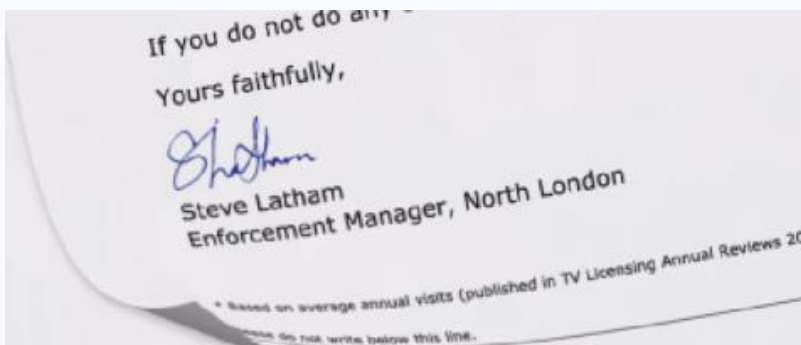 If you do not do any
Yours faithfully,
Steve Latham
Enforcement Manager, North London
* Based on average annual visits (published in TV Licensing Annual Reviews 20
ease do not write below this line.